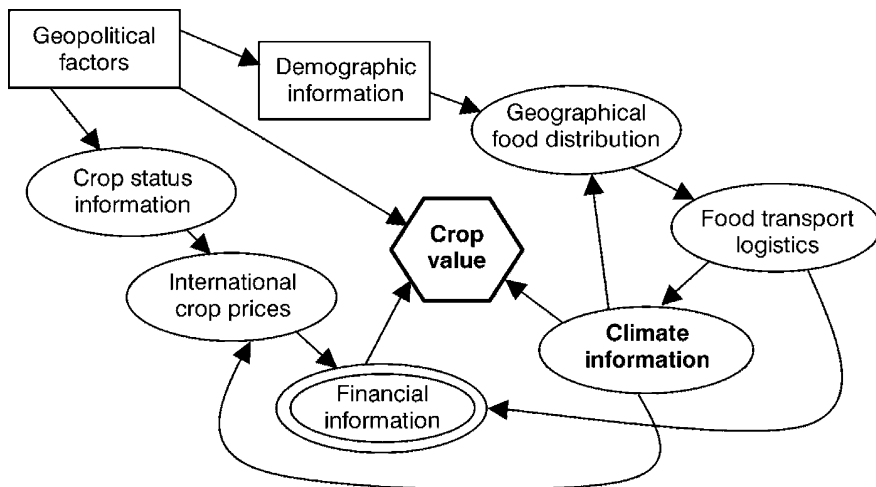 Geopolitical
factors
Demographic
information
Geographical
food distribution
Crop status
information
Food transport
logistics
Crop
value
International
crop prices
Climate
information
Financial
information